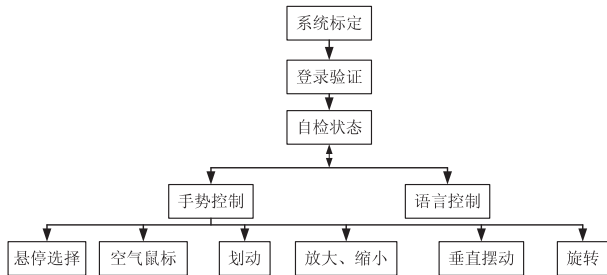 系统标定
登录验证
自检状态
手势控制
语言控制
悬停选择
空气鼠标
划动
放大、缩小
垂直摆动
旋转